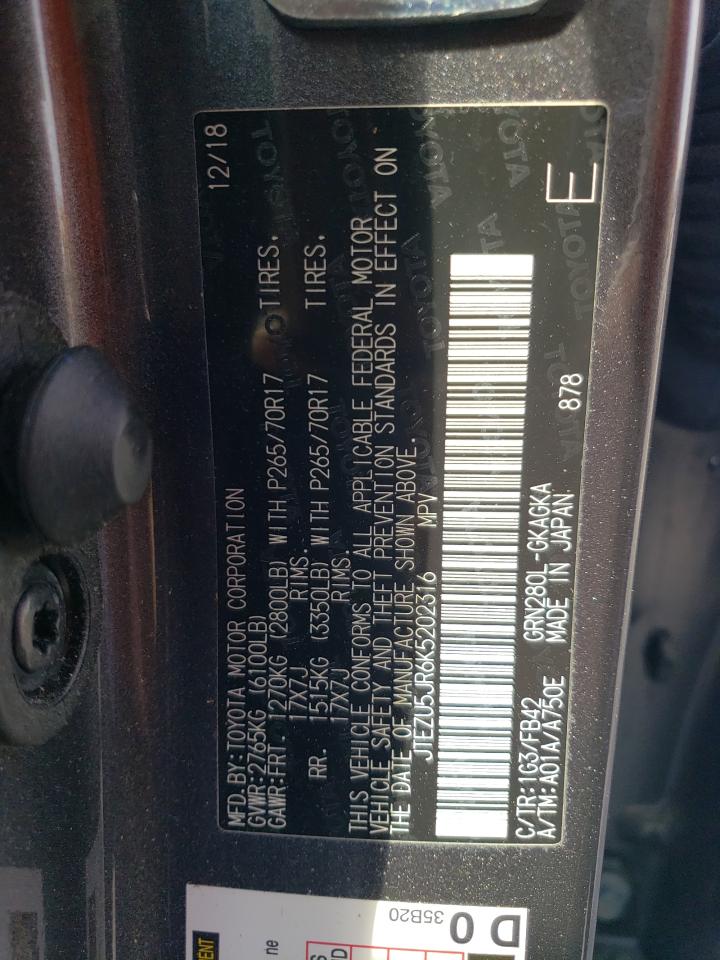 12/18
MFD.BY:TOYOTA MOTOR CORPORATION
GVWR:2765KG (6100LB)
GAWR:FRT. 1270KG (2800LB) WITH P265/70R17 TIRES.
17X7J RIMS.
RR. 1515KG (3350LB) WITH P265/70R17 TIRES.
17X7J RIMS.
THIS VEHICLE CONFORMS TO ALL APPLICABLE FEDERAL MOTOR
VEHICLE SAFETY AND THEFT PREVENTION STANDARDS IN EFFECT ON
THE DATE OF MANUFACTURE SHOWN ABOVE.
JTEZU5JR6K5202316 MPV
C/TR:1G3/FB42 GRN280L-GKAGKA 878
A/TM:A01A/A750E MADE IN JAPAN E
35B20
D 0
ne